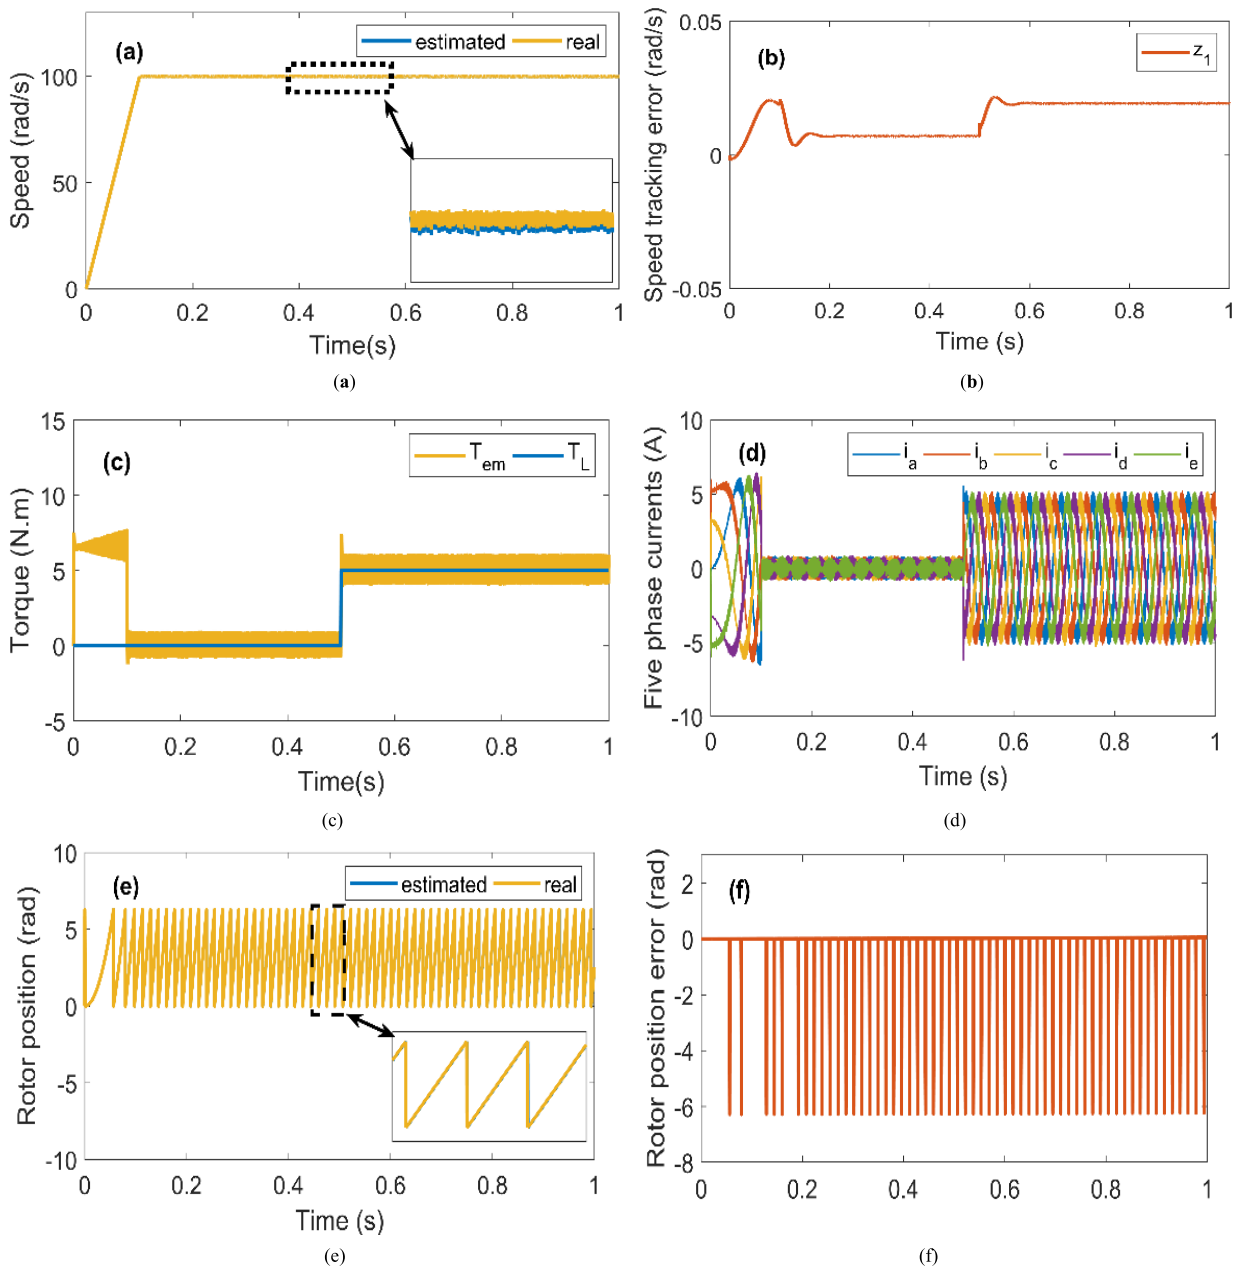 (a)
estimated real
Speed (rad/s)
100
50
0
0 0.2 0.4 0.6 0.8 1
Time(s)
(a)
(b)
z1
Speed tracking error (rad/s)
0.05
0
-0.05
0 0.2 0.4 0.6 0.8 1
Time (s)
(b)
(c)
Tem TL
Torque (N.m)
15
10
5
0
-5
0 0.2 0.4 0.6 0.8 1
Time(s)
(c)
(d)
ia ib ic id ie
Five phase currents (A)
10
5
0
-5
-10
0 0.2 0.4 0.6 0.8 1
Time (s)
(d)
(e)
estimated real
Rotor position (rad)
10
5
0
-5
-10
0 0.2 0.4 0.6 0.8 1
Time (s)
(e)
(f)
Rotor position error (rad)
2
0
-2
-4
-6
-8
0 0.2 0.4 0.6 0.8 1
(f)